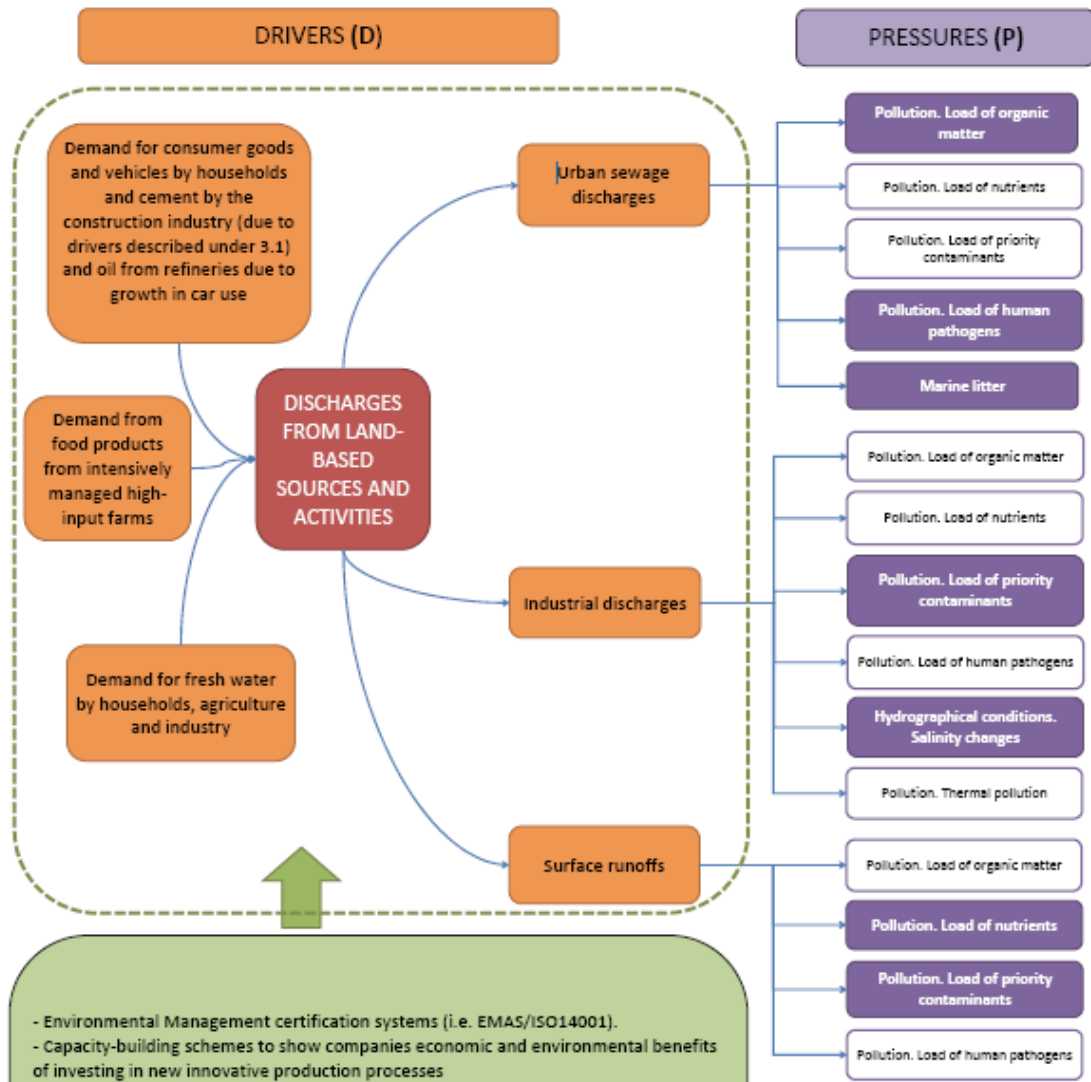 DRIVERS (D)
PRESSURES (P)
Demand for consumer goods
and vehicles by households
and cement by the
construction industry (due to
drivers described under 3.1)
and oil from refineries due to
growth in car use
Demand from
food products
from intensively
managed high-
input farms
Demand for fresh water
by households, agriculture
and industry
DISCHARGES
FROM LAND-
BASED
SOURCES AND
ACTIVITIES
Urban sewage
discharges
Industrial discharges
Surface runoffs
Pollution. Load of organic
matter
Pollution. Load of nutrients
Pollution. Load of priority
contaminants
Pollution. Load of human
pathogens
Marine litter
Pollution. Load of organic matter
Pollution. Load of nutrients
Pollution. Load of priority
contaminants
Pollution. Load of human pathogens
Hydrographical conditions.
Salinity changes
Pollution. Thermal pollution
Pollution. Load of organic matter
Pollution. Load of nutrients
Pollution. Load of priority
contaminants
Pollution. Load of human pathogens
- Environmental Management certification systems (i.e. EMAS/ISO14001).
- Capacity-building schemes to show companies economic and environmental benefits
of investing in new innovative production processes